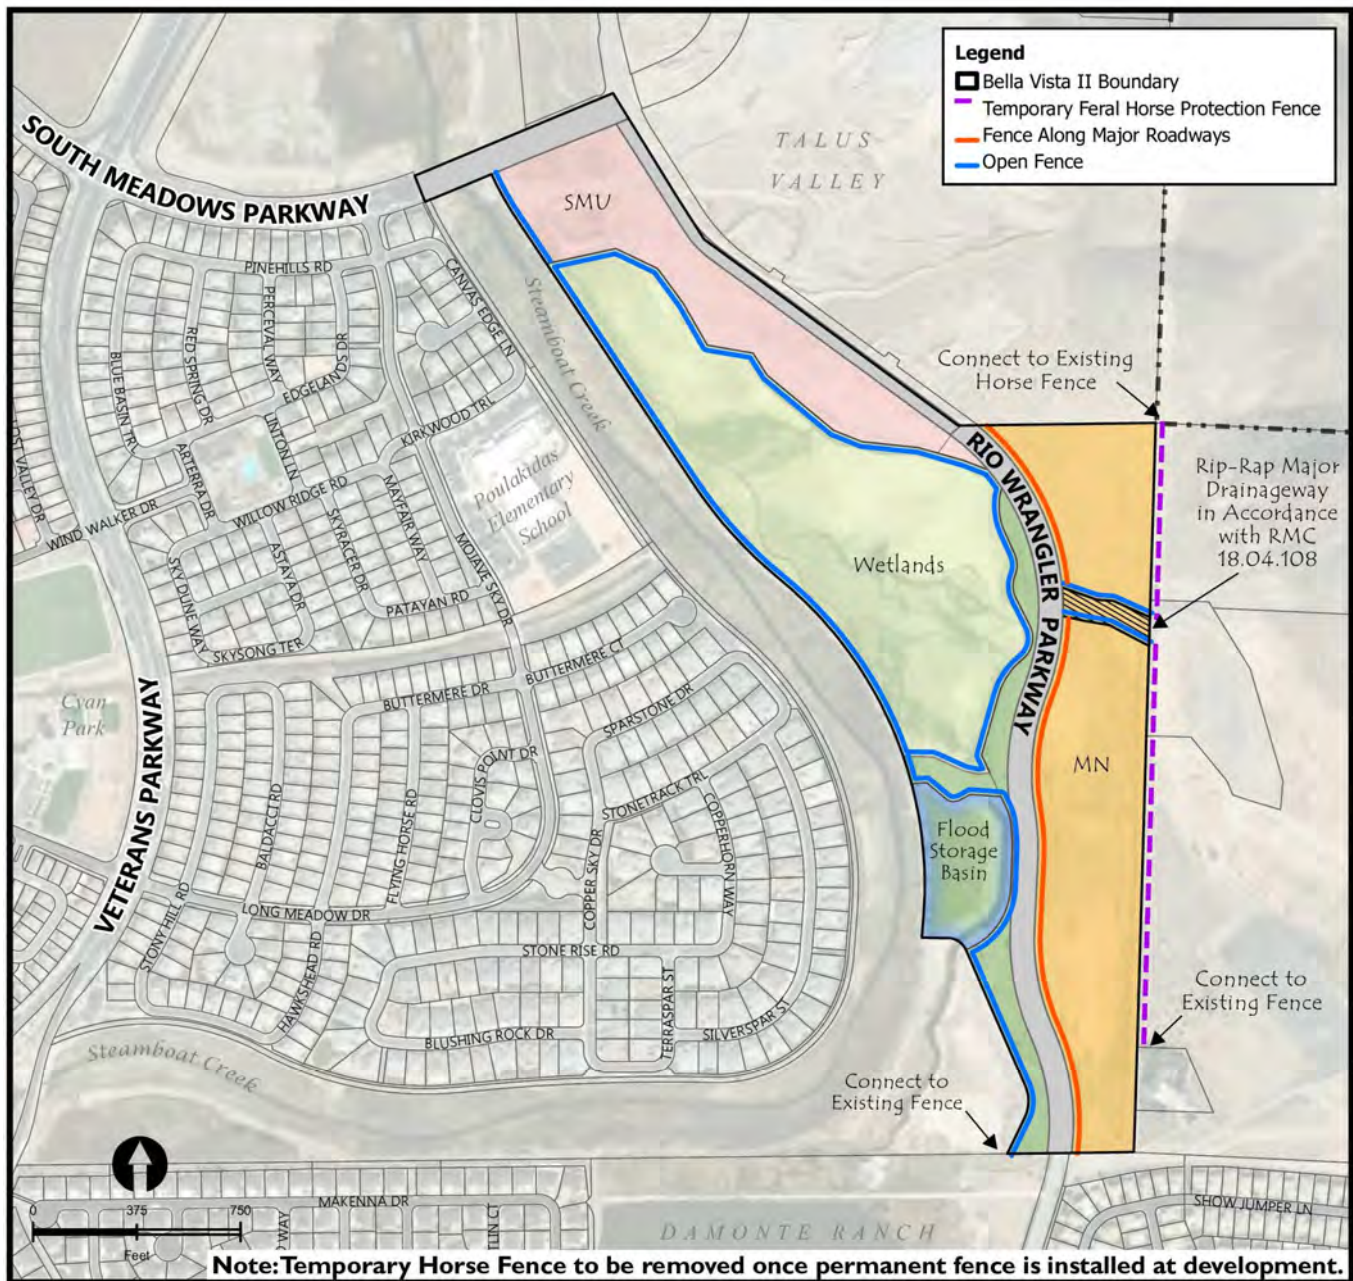 Legend
Bella Vista II Boundary
Temporary Feral Horse Protection Fence
Fence Along Major Roadways
Open Fence
TALUS
VALLEY
SOUTH MEADOWS PARKWAY
SMU
PINEHILLS RD
PERCEVAL WAY
CANVAS EDGE LN
Steamboat Creek
RED SPRING DR
EDGELANDS DR
BLUE BASIN TRL
LINTON LN
KIRKWOOD TRL
Connect to Existing
Horse Fence
ARTERRA DR
WILLOW RIDGE RD
MAYFAIR WAY
Poulakidas
Elementary
School
RIO WRANGLER PARKWAY
Rip-Rap Major
Drainageway
in Accordance
with RMC
18.04.108
LOST VALLEY DR
WIND WALKER DR
SKYRACER DR
ASTAYA DR
SKY DUNE WAY
MOJAVE SKY DR
PATAYAN RD
Wetlands
SKYSONG TER
BUTTERMERE CT
BUTTERMERE DR
Cyan
Park
SPARSTONE DR
VETERANS PARKWAY
CLOVIS POINT DR
MN
BALDACCI RD
FLYING HORSE RD
STONETRACK TRL
COPPERHORN WAY
Flood
Storage
Basin
COPPER SKY DR
STONY HILL RD
LONG MEADOW DR
HAWKSHEAD RD
STONE RISE RD
Connect to
Existing Fence
TERRASPAR ST
SILVERSPAR ST
BLUSHING ROCK DR
Steamboat Creek
Connect to
Existing Fence
MAKENNA DR
SHOW JUMPER LN
0 375 750
Feet
WAY
TLIN CT
DAMONTE RANCH
Note: Temporary Horse Fence to be removed once permanent fence is installed at development.